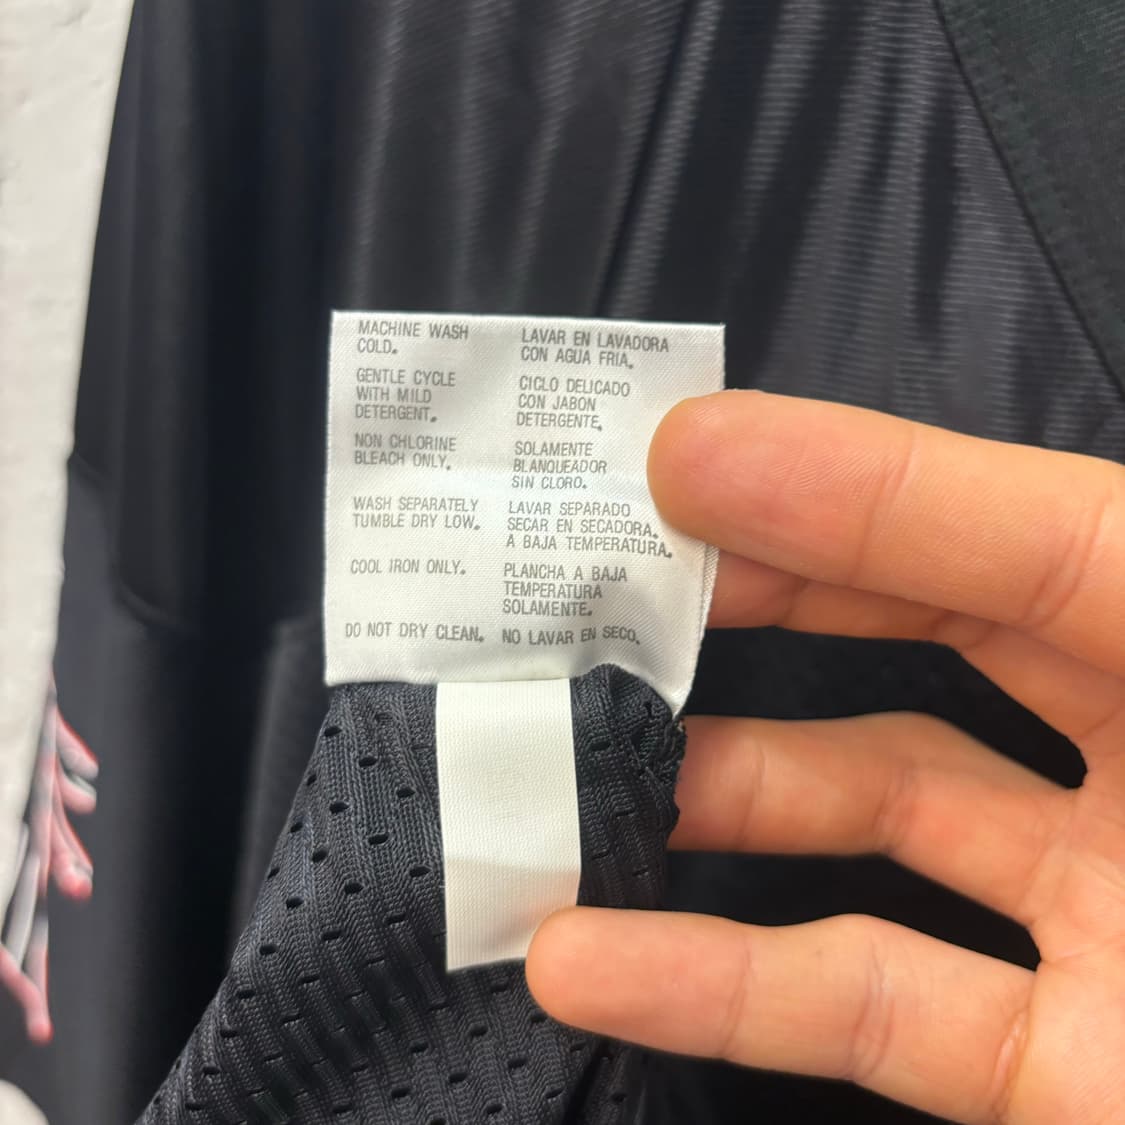 MACHINE WASH
COLD.
GENTLE CYCLE
WITH MILD
DETERGENT.
NON CHLORINE
BLEACH ONLY.
WASH SEPARATELY
TUMBLE DRY LOW.
COOL IRON ONLY.
DO NOT DRY CLEAN.
LAVAR EN LAVADORA
CON AGUA FRIA.
CICLO DELICADO
CON JABON
DETERGENTE.
SOLAMENTE
BLANQUEADOR
SIN CLORO.
LAVAR SEPARADO
SECAR EN SECADORA.
A BAJA TEMPERATURA.
PLANCHA A BAJA
TEMPERATURA
SOLAMENTE.
NO LAVAR EN SECO.